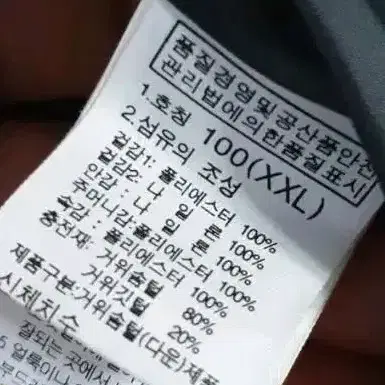 품질경영및공산품안전
관리법에의한품질표시
1.호칭 100(XXL)
2.섬유의 조성
겉감1: 폴리에스터 100%
겉감2: 나 일 론 100%
안감 : 나 일 론 100%
주머니감:폴리에스터 100%
속감 : 폴리에스터 100%
충전재: 거위솜털 80%
거위깃털 20%
제품구분:거위솜털(다운)제품
신체치수